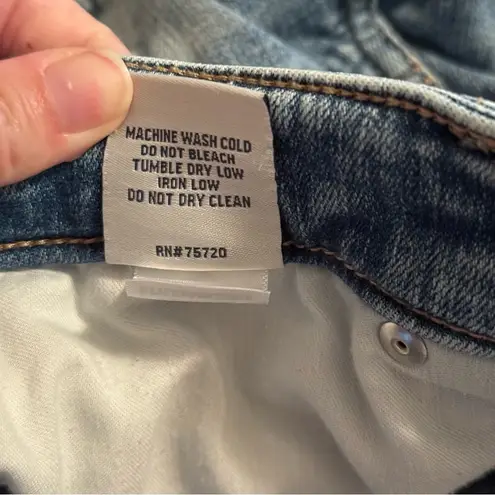 MACHINE WASH COLD
DO NOT BLEACH
TUMBLE DRY LOW
IRON LOW
DO NOT DRY CLEAN
RN#75720